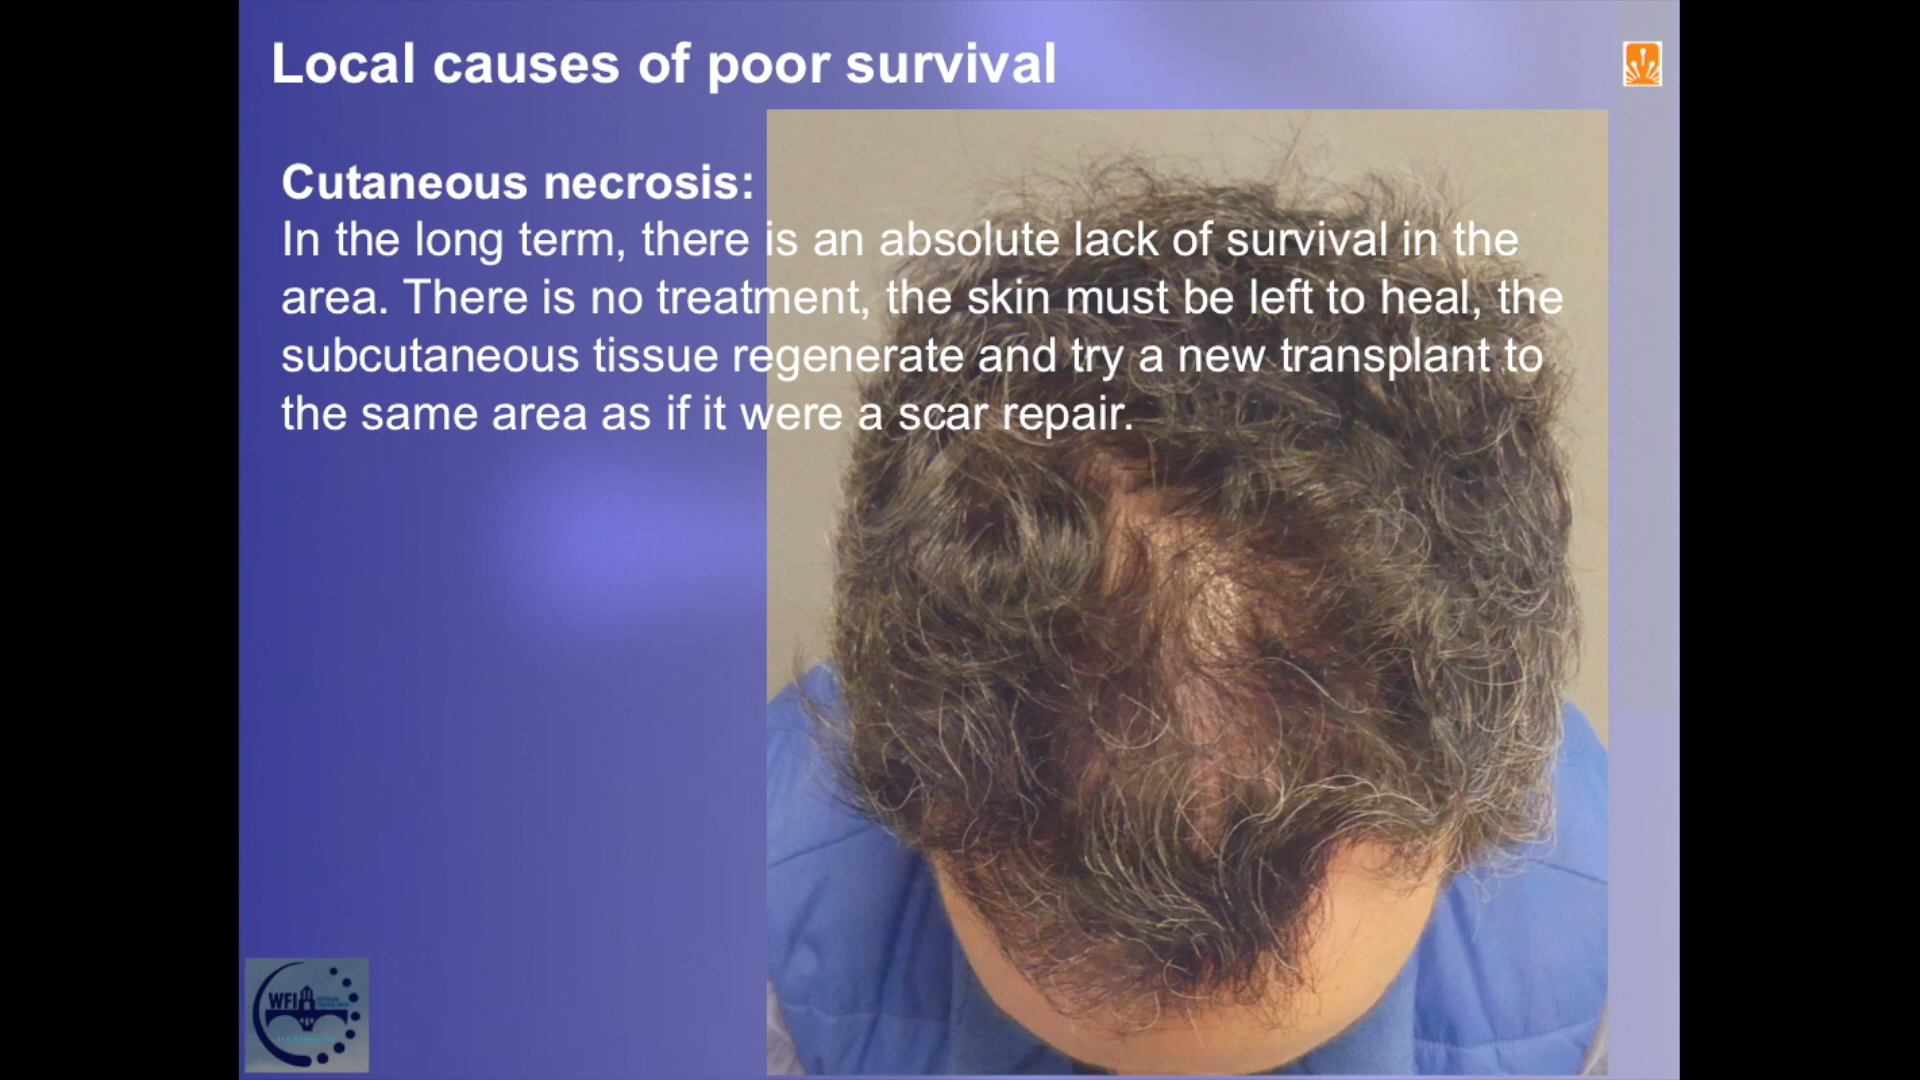 Local causes of poor survival
Cutaneous necrosis:
In the long term, there is an absolute lack of survival in the
area. There is no treatment, the skin must be left to heal, the
subcutaneous tissue regenerate and try a new transplant to
the same area as if it were a scar repair.
WFI